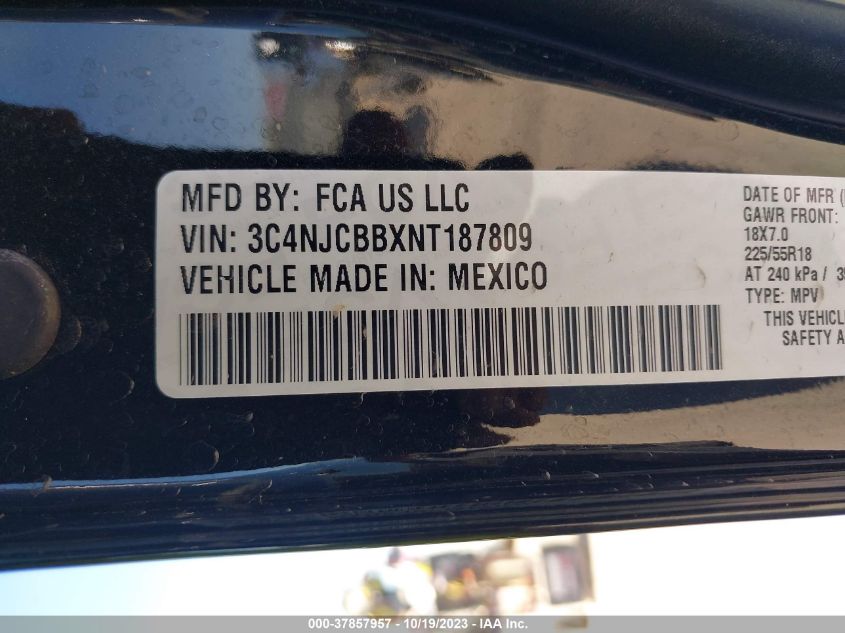 MFD BY: FCA US LLC
VIN: 3C4NJCBBXNT187809
VEHICLE MADE IN: MEXICO
DATE OF MFR (
GAWR FRONT:
18X7.0
225/55R18
AT 240 kPa /
TYPE: MPV
THIS VEHICL
SAFETY A
000-37857957 - 10/19/2023 - IAA Inc.